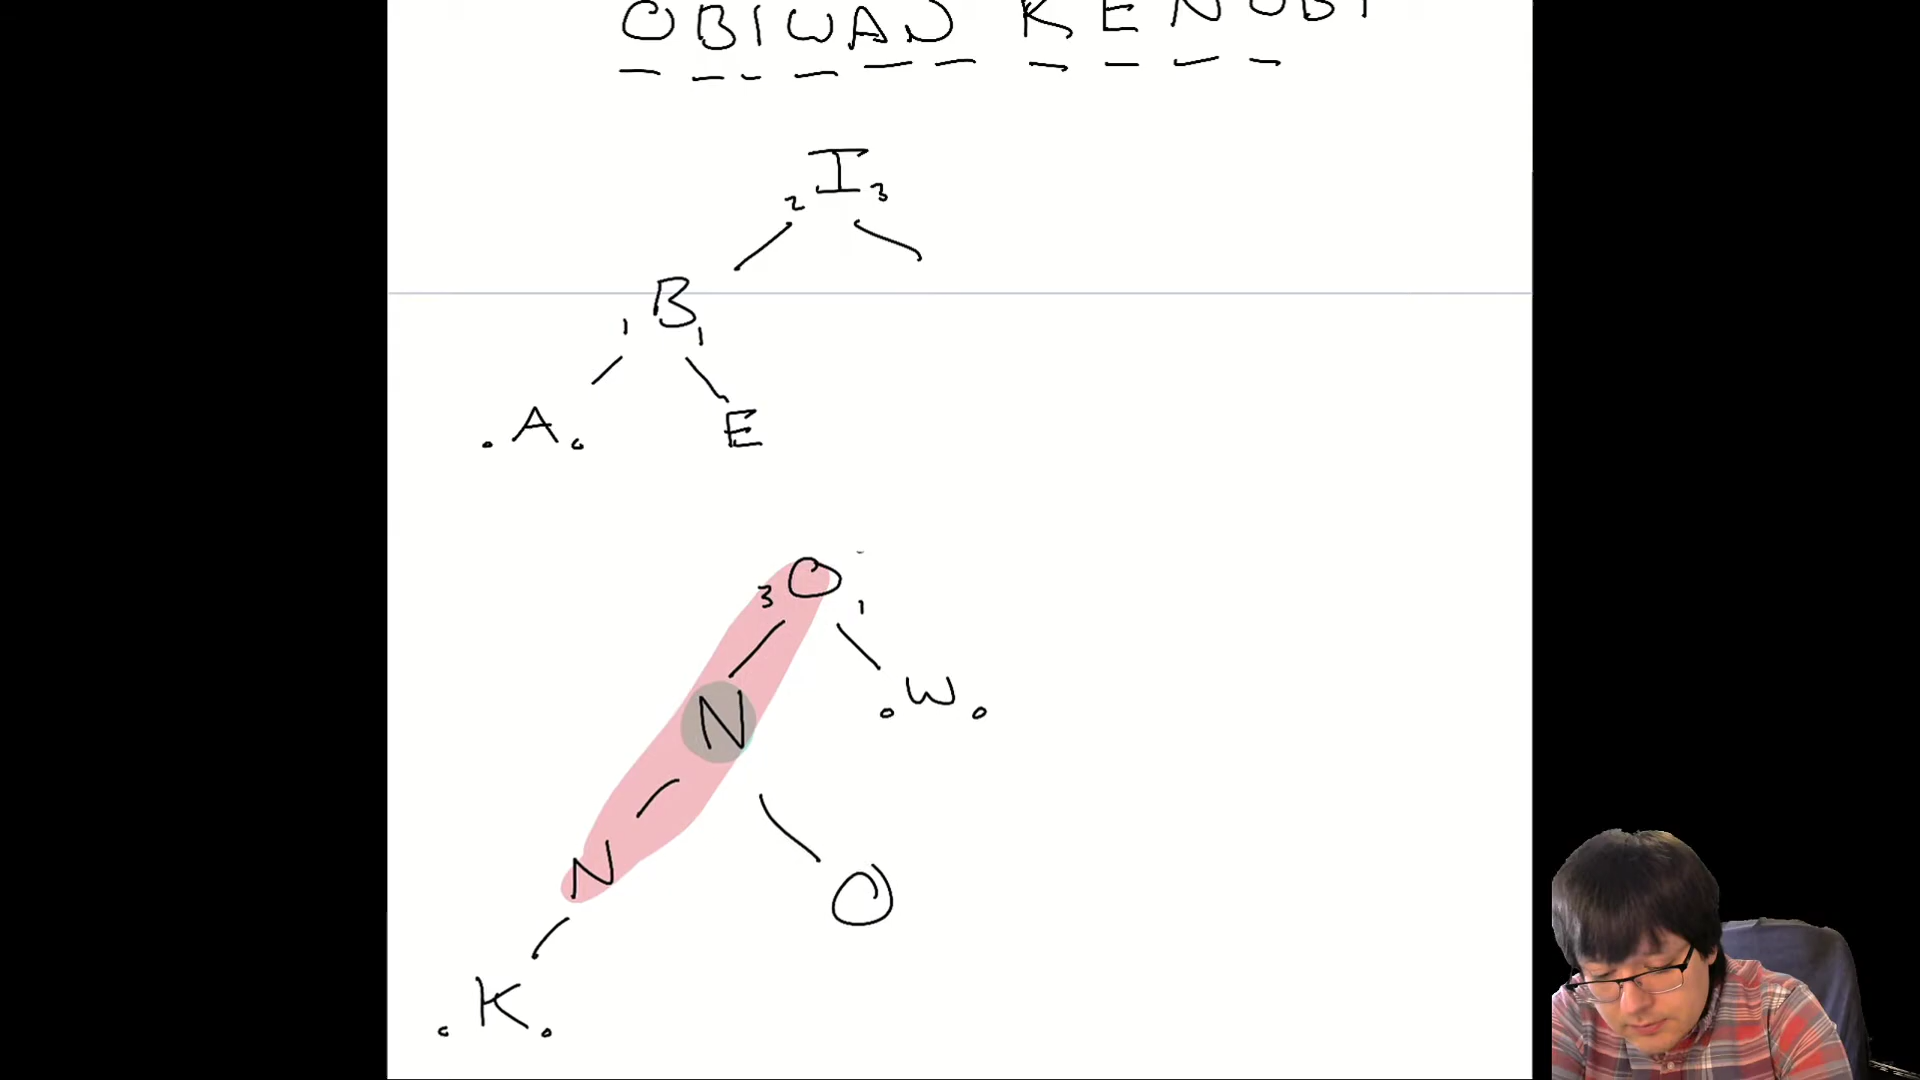 OBIWAN KENOBI
I
2 3
B
1 1
.A. E
O
3 1
N .W.
N O
.K.